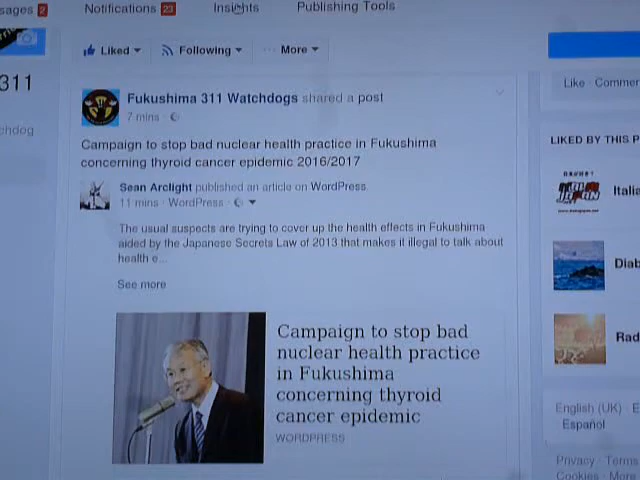 sages 2 Notifications 23 Insights Publishing Tools
Liked Following ... More
311
chdog
Fukushima 311 Watchdogs shared a post
7 mins
Campaign to stop bad nuclear health practice in Fukushima
concerning thyroid cancer epidemic 2016/2017
Sean Arclight published an article on WordPress.
11 mins · WordPress ·
The usual suspects are trying to cover up the health effects in Fukushima
aided by the Japanese Secrets Law of 2013 that makes it illegal to talk about
health e...
See more
Campaign to stop bad
nuclear health practice
in Fukushima
concerning thyroid
cancer epidemic
WORDPRESS
Like · Commen
LIKED BY THIS P
Italia
Diab
Rad
English (UK) · E
Español
Privacy · Terms
Cookies · More